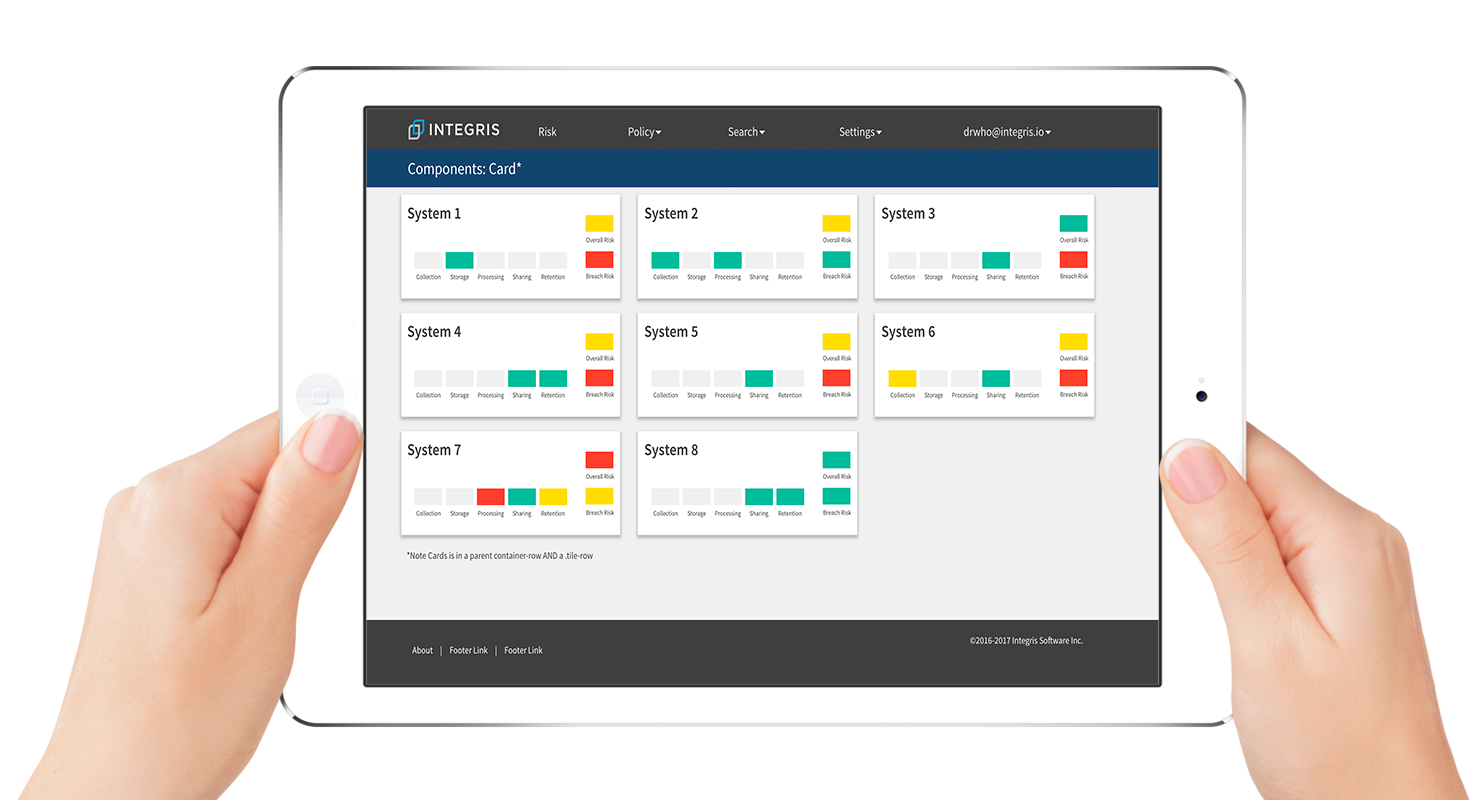 INTEGRIS Risk Policy Search Settings drwho@integris.io
Components: Card*
System 1
Overall Risk
Collection Storage Processing Sharing Retention Breach Risk
System 2
Overall Risk
Collection Storage Processing Sharing Retention Breach Risk
System 3
Overall Risk
Collection Storage Processing Sharing Retention Breach Risk
System 4
Overall Risk
Collection Storage Processing Sharing Retention Breach Risk
System 5
Overall Risk
Collection Storage Processing Sharing Retention Breach Risk
System 6
Overall Risk
Collection Storage Processing Sharing Retention Breach Risk
System 7
Overall Risk
Collection Storage Processing Sharing Retention Breach Risk
System 8
Overall Risk
Collection Storage Processing Sharing Retention Breach Risk
*Note Cards is in a parent container-row AND a .tile-row
©2016-2017 Integris Software Inc.
About | Footer Link | Footer Link